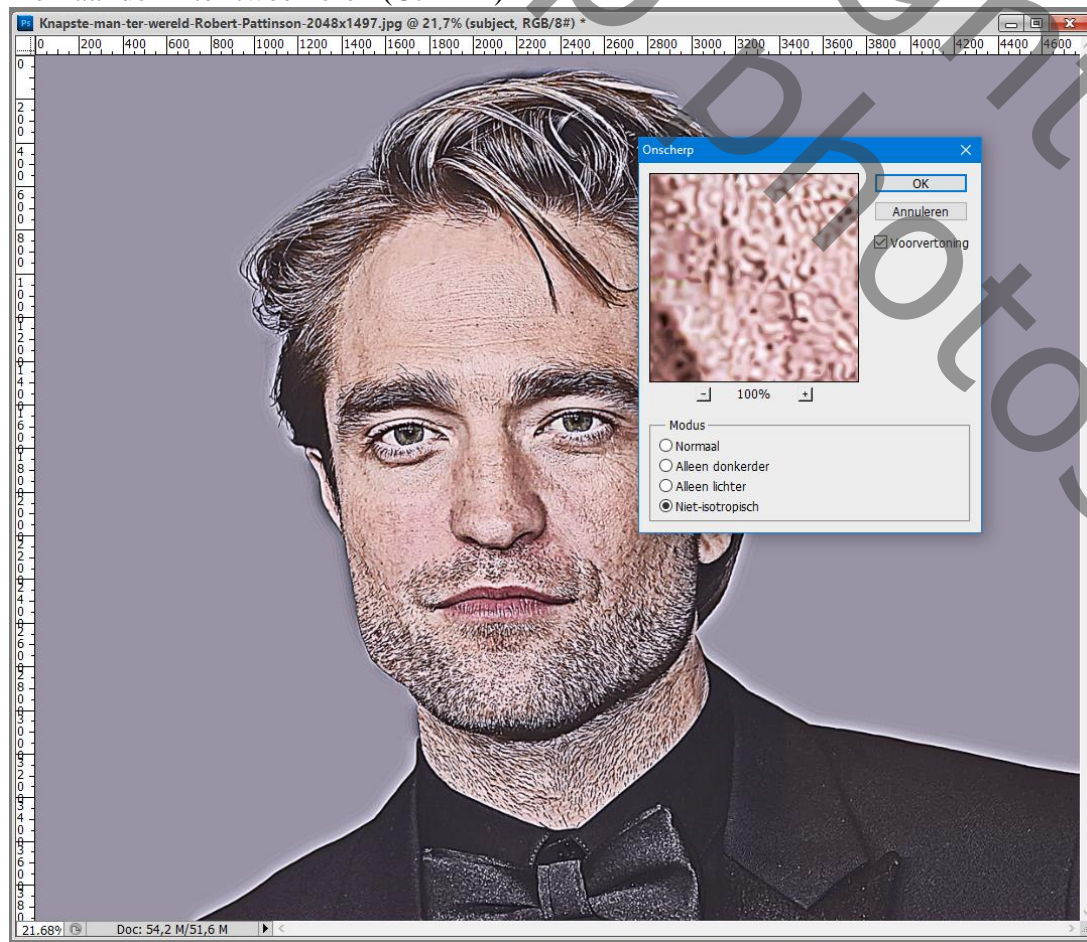 Knapste-man-ter-wereld-Robert-Pattinson-2048x1497.jpg @ 21,7% (subject, RGB/8#) *
0 200 400 600 800 1000 1200 1400 1600 1800 2000 2200 2400 2600 2800 3000 3200 3400 3600 3800 4000 4200 4400 4600
Onscherp
OK
Annuleren
Voorvertoning
- 100% +
Modus
Normaal
Alleen donkerder
Alleen lichter
Niet-isotropisch
21.68% Doc: 54,2 M/51,6 M